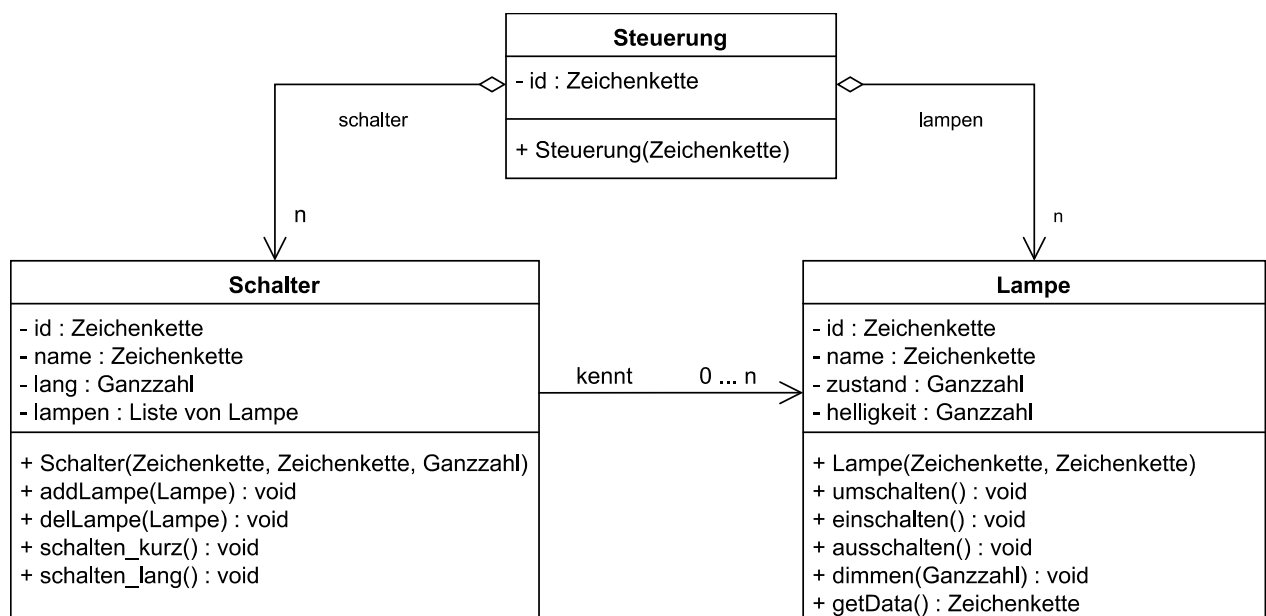 Steuerung
- id : Zeichenkette
+ Steuerung(Zeichenkette)
schalter
lampen
n
n
Schalter
- id : Zeichenkette
- name : Zeichenkette
- lang : Ganzzahl
- lampen : Liste von Lampe
+ Schalter(Zeichenkette, Zeichenkette, Ganzzahl)
+ addLampe(Lampe) : void
+ delLampe(Lampe) : void
+ schalten_kurz() : void
+ schalten_lang() : void
kennt 0 ... n
Lampe
- id : Zeichenkette
- name : Zeichenkette
- zustand : Ganzzahl
- helligkeit : Ganzzahl
+ Lampe(Zeichenkette, Zeichenkette)
+ umschalten() : void
+ einschalten() : void
+ ausschalten() : void
+ dimmen(Ganzzahl) : void
+ getData() : Zeichenkette